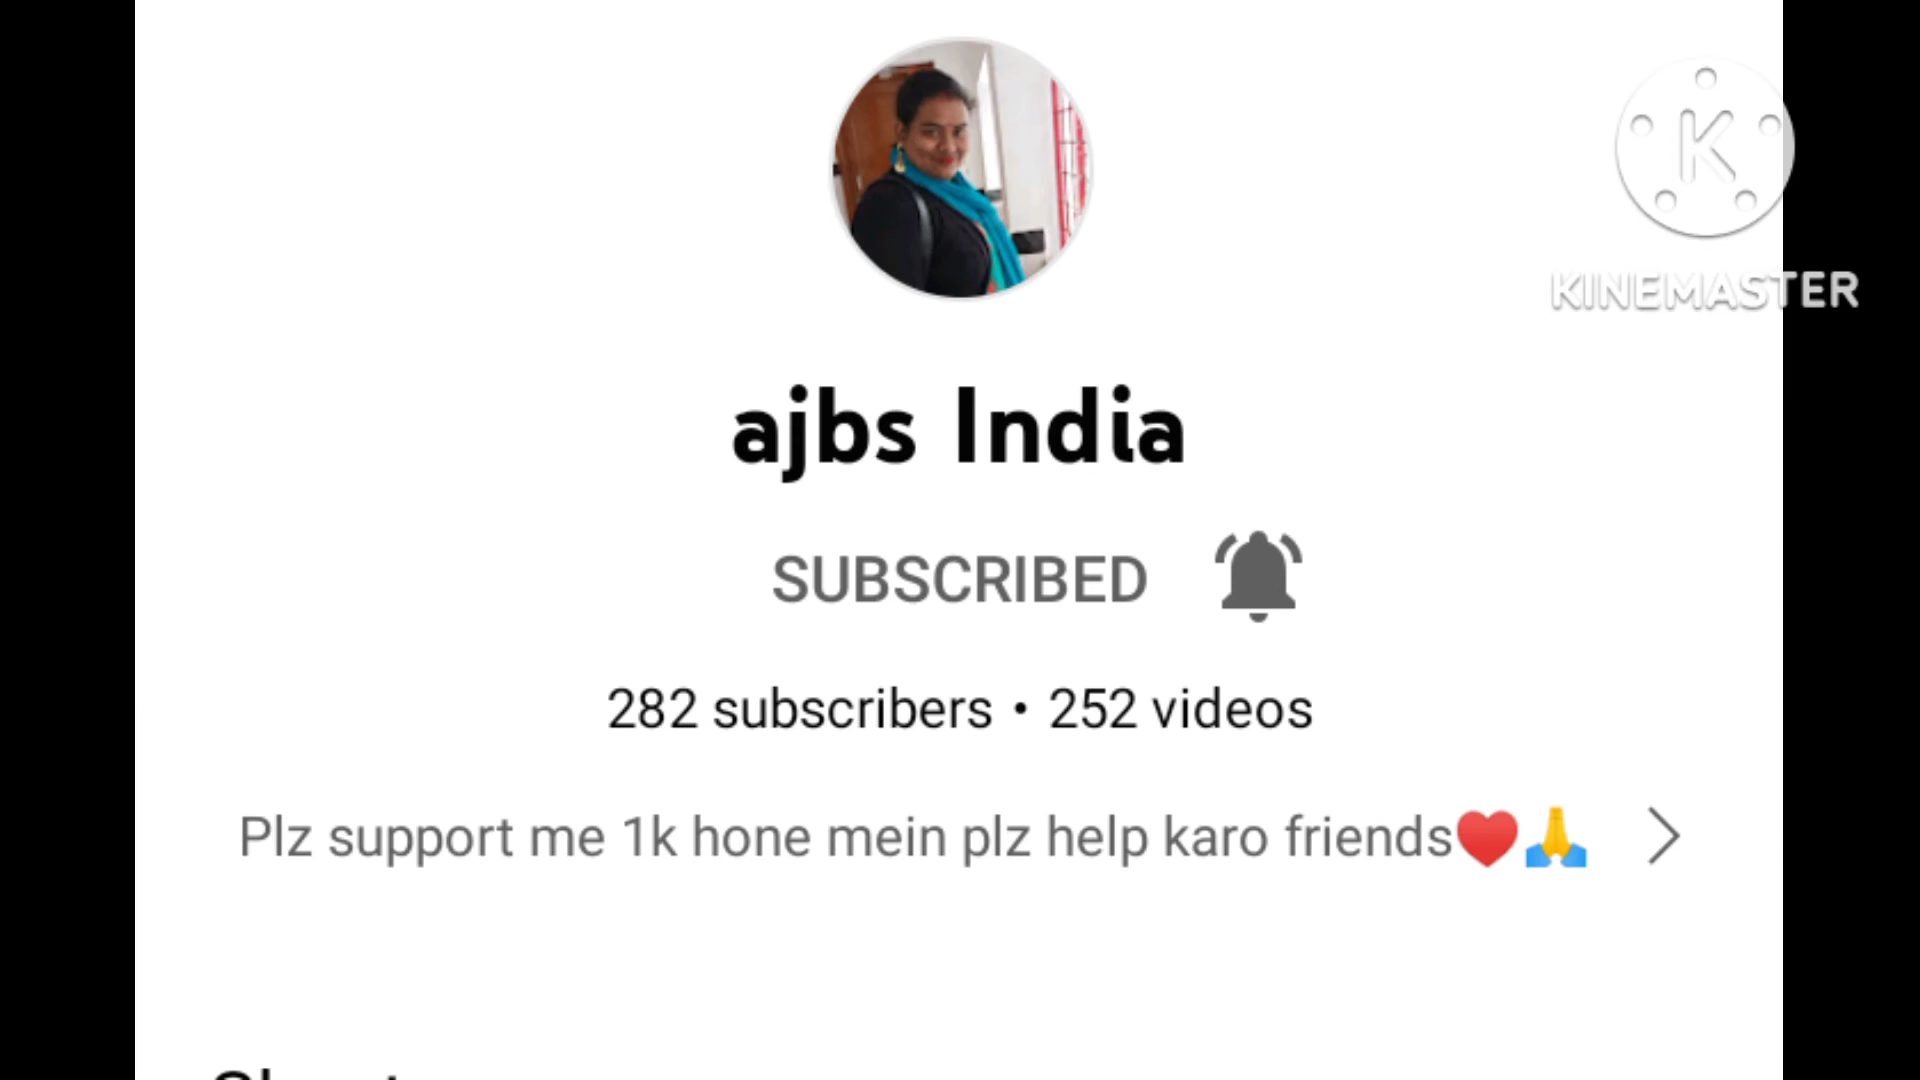 K
KINEMASTER
ajbs India
SUBSCRIBED
282 subscribers • 252 videos
Plz support me 1k hone mein plz help karo friends❤️🙏